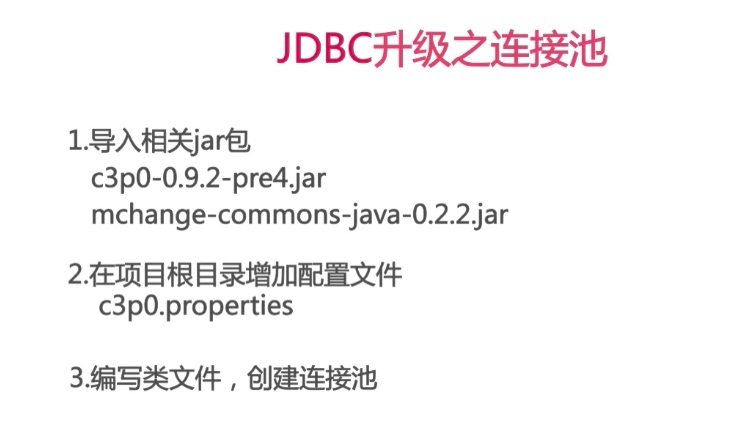 JDBC升级之连接池
1.导入相关jar包
c3p0-0.9.2-pre4.jar
mchange-commons-java-0.2.2.jar
2.在项目根目录增加配置文件
c3p0.properties
3.编写类文件，创建连接池